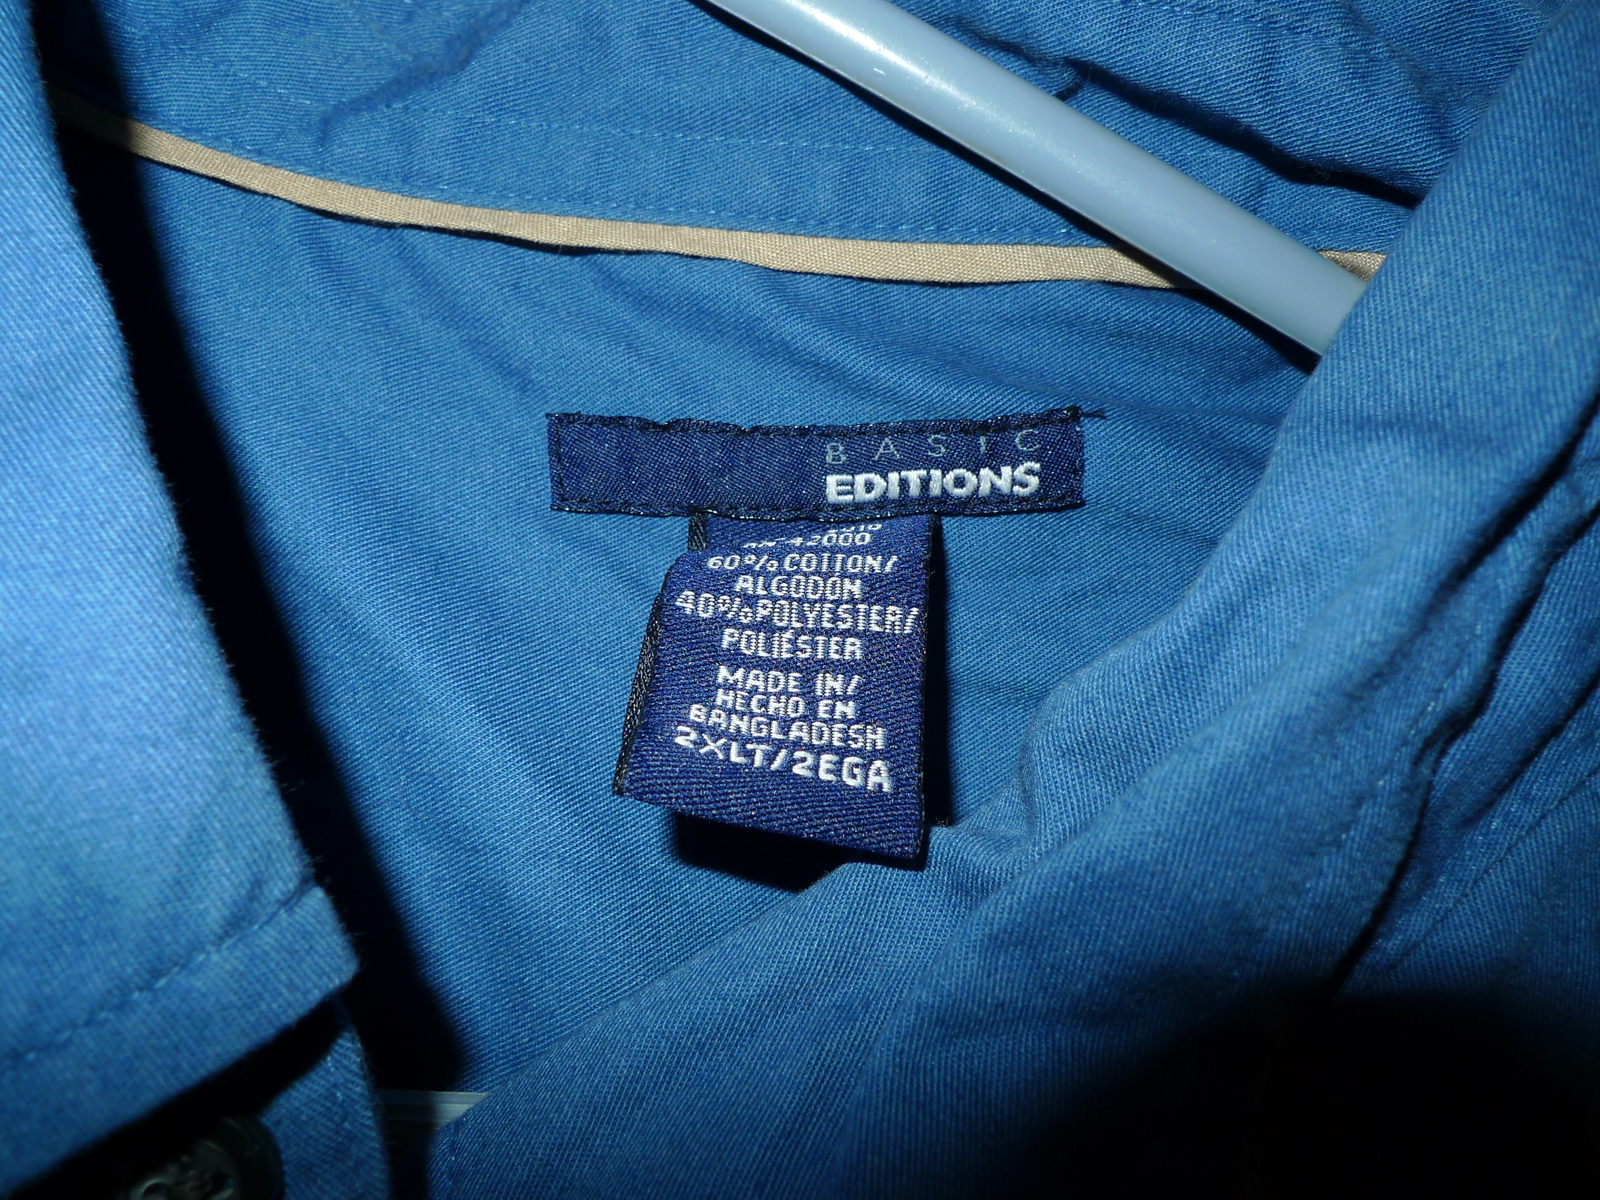 BASIC
EDITIONS
60% COTTON/
ALGODON
40% POLYESTER/
POLIÉSTER
MADE IN/
HECHO EN
BANGLADESH
2XLT/2EGA